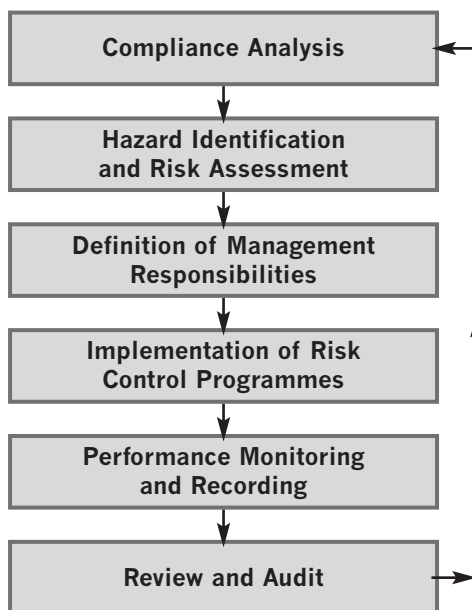 Compliance Analysis
Hazard Identification
and Risk Assessment
Definition of Management
Responsibilities
Implementation of Risk
Control Programmes
Performance Monitoring
and Recording
Review and Audit